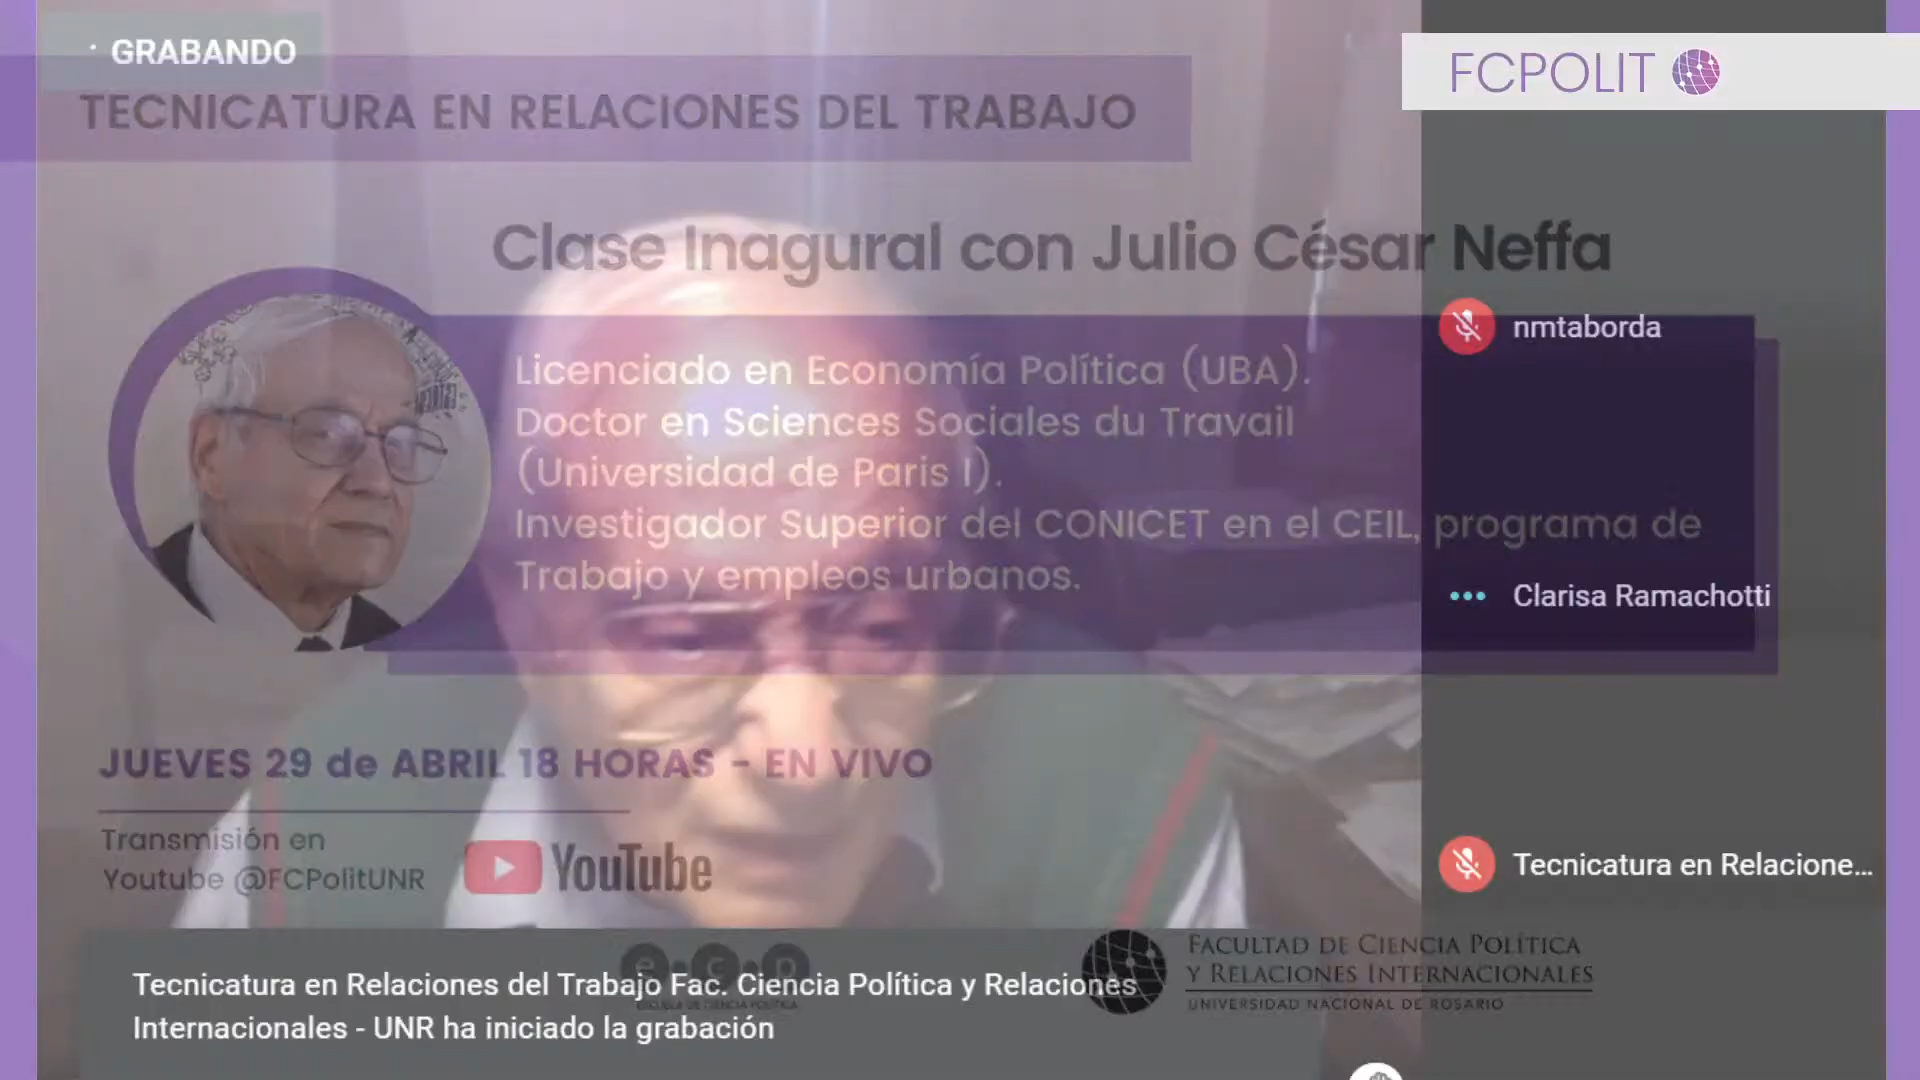 GRABANDO
FCPOLIT
TECNICATURA EN RELACIONES DEL TRABAJO
Clase Inagural con Julio César Neffa
nmtaborda
Licenciado en Economía Política (UBA).
Doctor en Sciences Sociales du Travail
(Universidad de Paris I).
Investigador Superior del CONICET en el CEIL, programa de
Trabajo y empleos urbanos.
Clarisa Ramachotti
JUEVES 29 de ABRIL 18 HORAS - EN VIVO
Transmisión en
Youtube @FCPolitUNR
YouTube
Tecnicatura en Relacione...
e.c.p
ESCUELA DE CIENCIA POLÍTICA
FACULTAD DE CIENCIA POLÍTICA
Y RELACIONES INTERNACIONALES
UNIVERSIDAD NACIONAL DE ROSARIO
Tecnicatura en Relaciones del Trabajo Fac. Ciencia Política y Relaciones
Internacionales - UNR ha iniciado la grabación